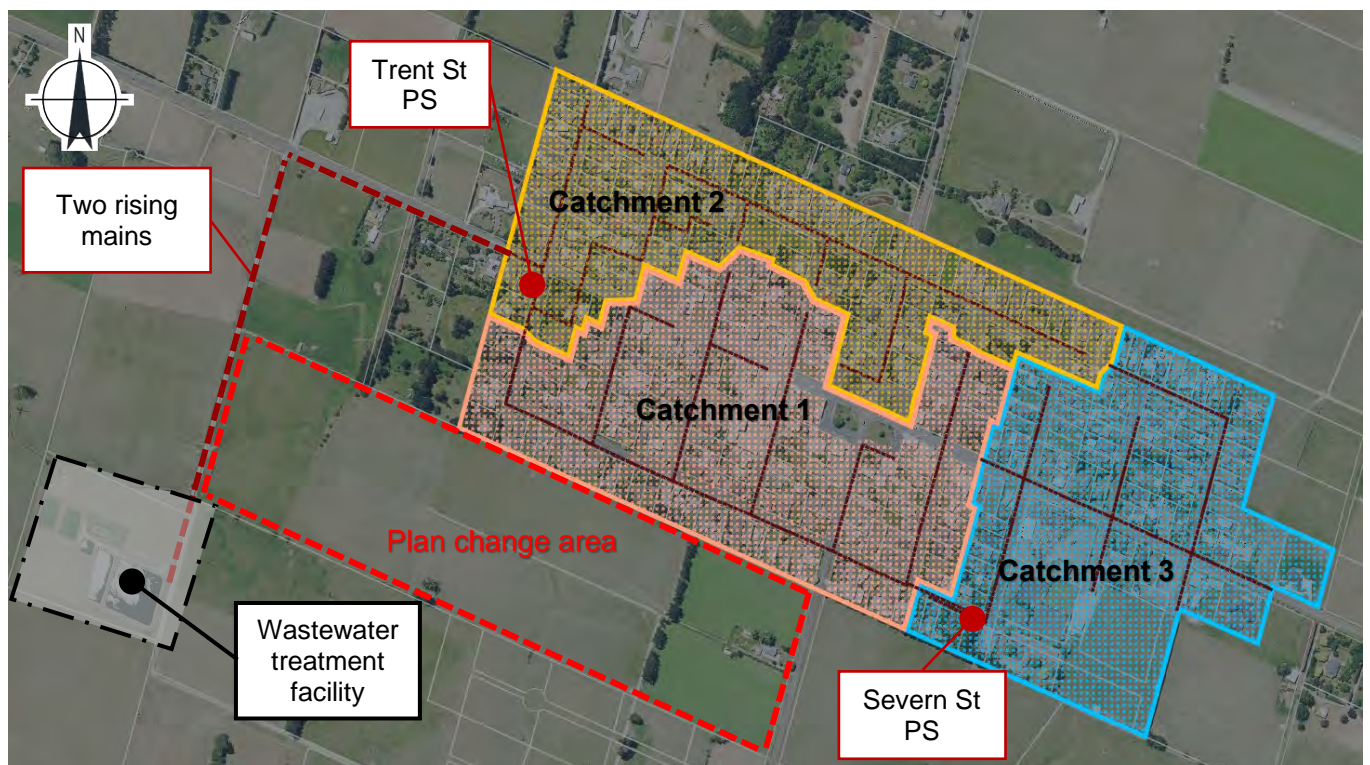 N
Trent St
PS
Two rising
mains
Catchment 2
Catchment 1
Plan change area
Catchment 3
Wastewater
treatment
facility
Severn St
PS